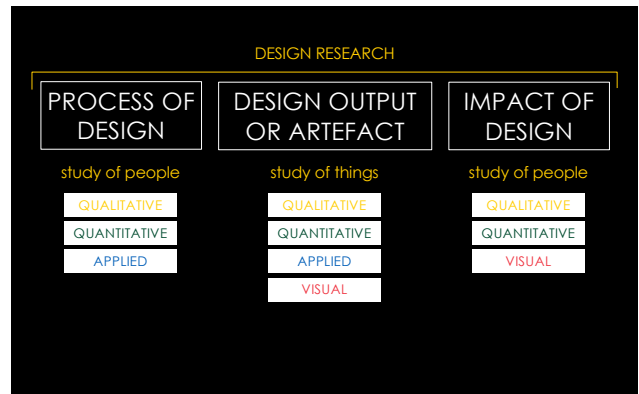 DESIGN RESEARCH
PROCESS OF
DESIGN
DESIGN OUTPUT
OR ARTEFACT
IMPACT OF
DESIGN
study of people
study of things
study of people
QUALITATIVE
QUALITATIVE
QUALITATIVE
QUANTITATIVE
QUANTITATIVE
QUANTITATIVE
APPLIED
APPLIED
VISUAL
VISUAL